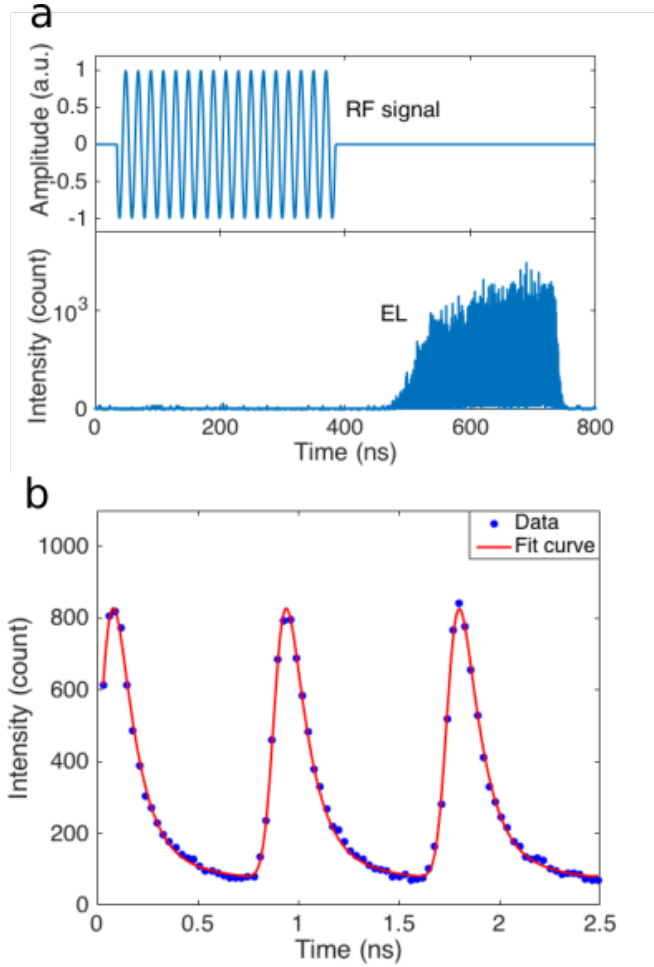 a
Amplitude (a.u.)
1
0.5
0
-0.5
-1
RF signal
Intensity (count)
10³
0
EL
0 200 400 600 800
Time (ns)
b
Intensity (count)
1000
800
600
400
200
0
Data
Fit curve
0 0.5 1 1.5 2 2.5
Time (ns)